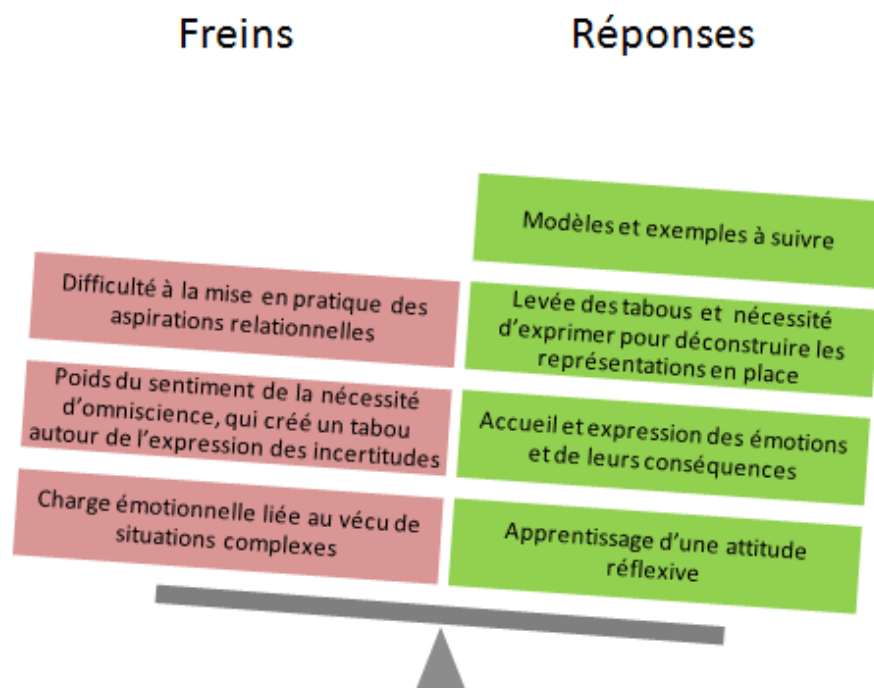 Freins
Réponses
Modèles et exemples à suivre
Difficulté à la mise en pratique des
aspirations relationnelles
Levée des tabous et nécessité
d'exprimer pour déconstruire les
représentations en place
Poids du sentiment de la nécessité
d'omniscience, qui créé un tabou
autour de l'expression des incertitudes
Accueil et expression des émotions
et de leurs conséquences
Charge émotionnelle liée au vécu de
situations complexes
Apprentissage d'une attitude
réflexive